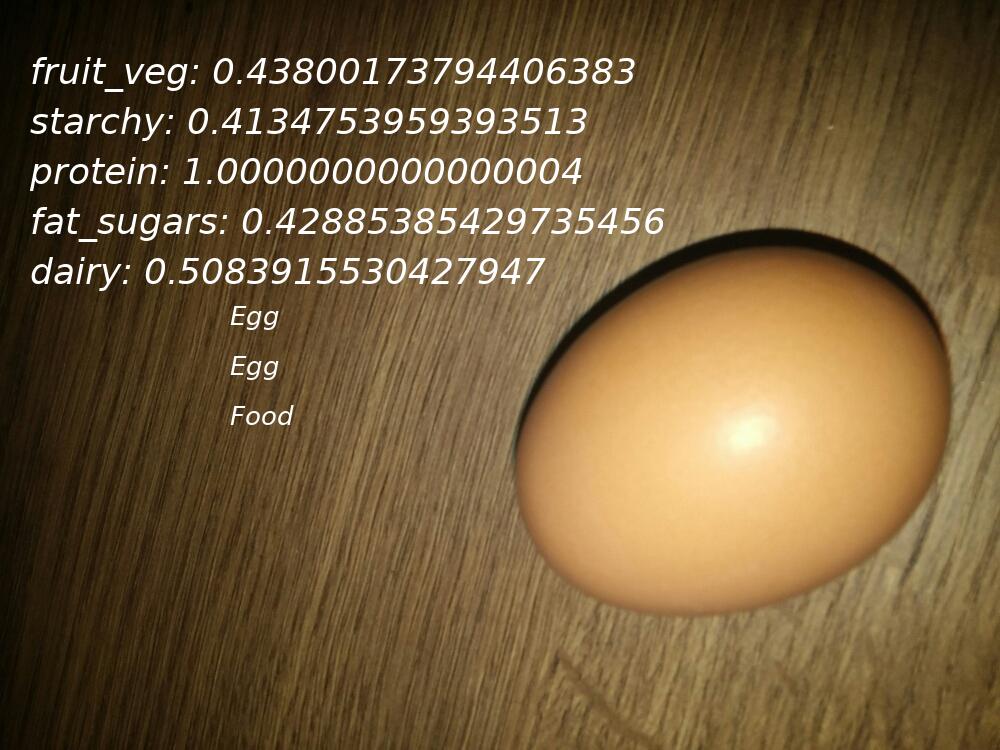 fruit_veg: 0.43800173794406383
starchy: 0.4134753959393513
protein: 1.0000000000000004
fat_sugars: 0.42885385429735456
dairy: 0.5083915530427947
Egg
Egg
Food